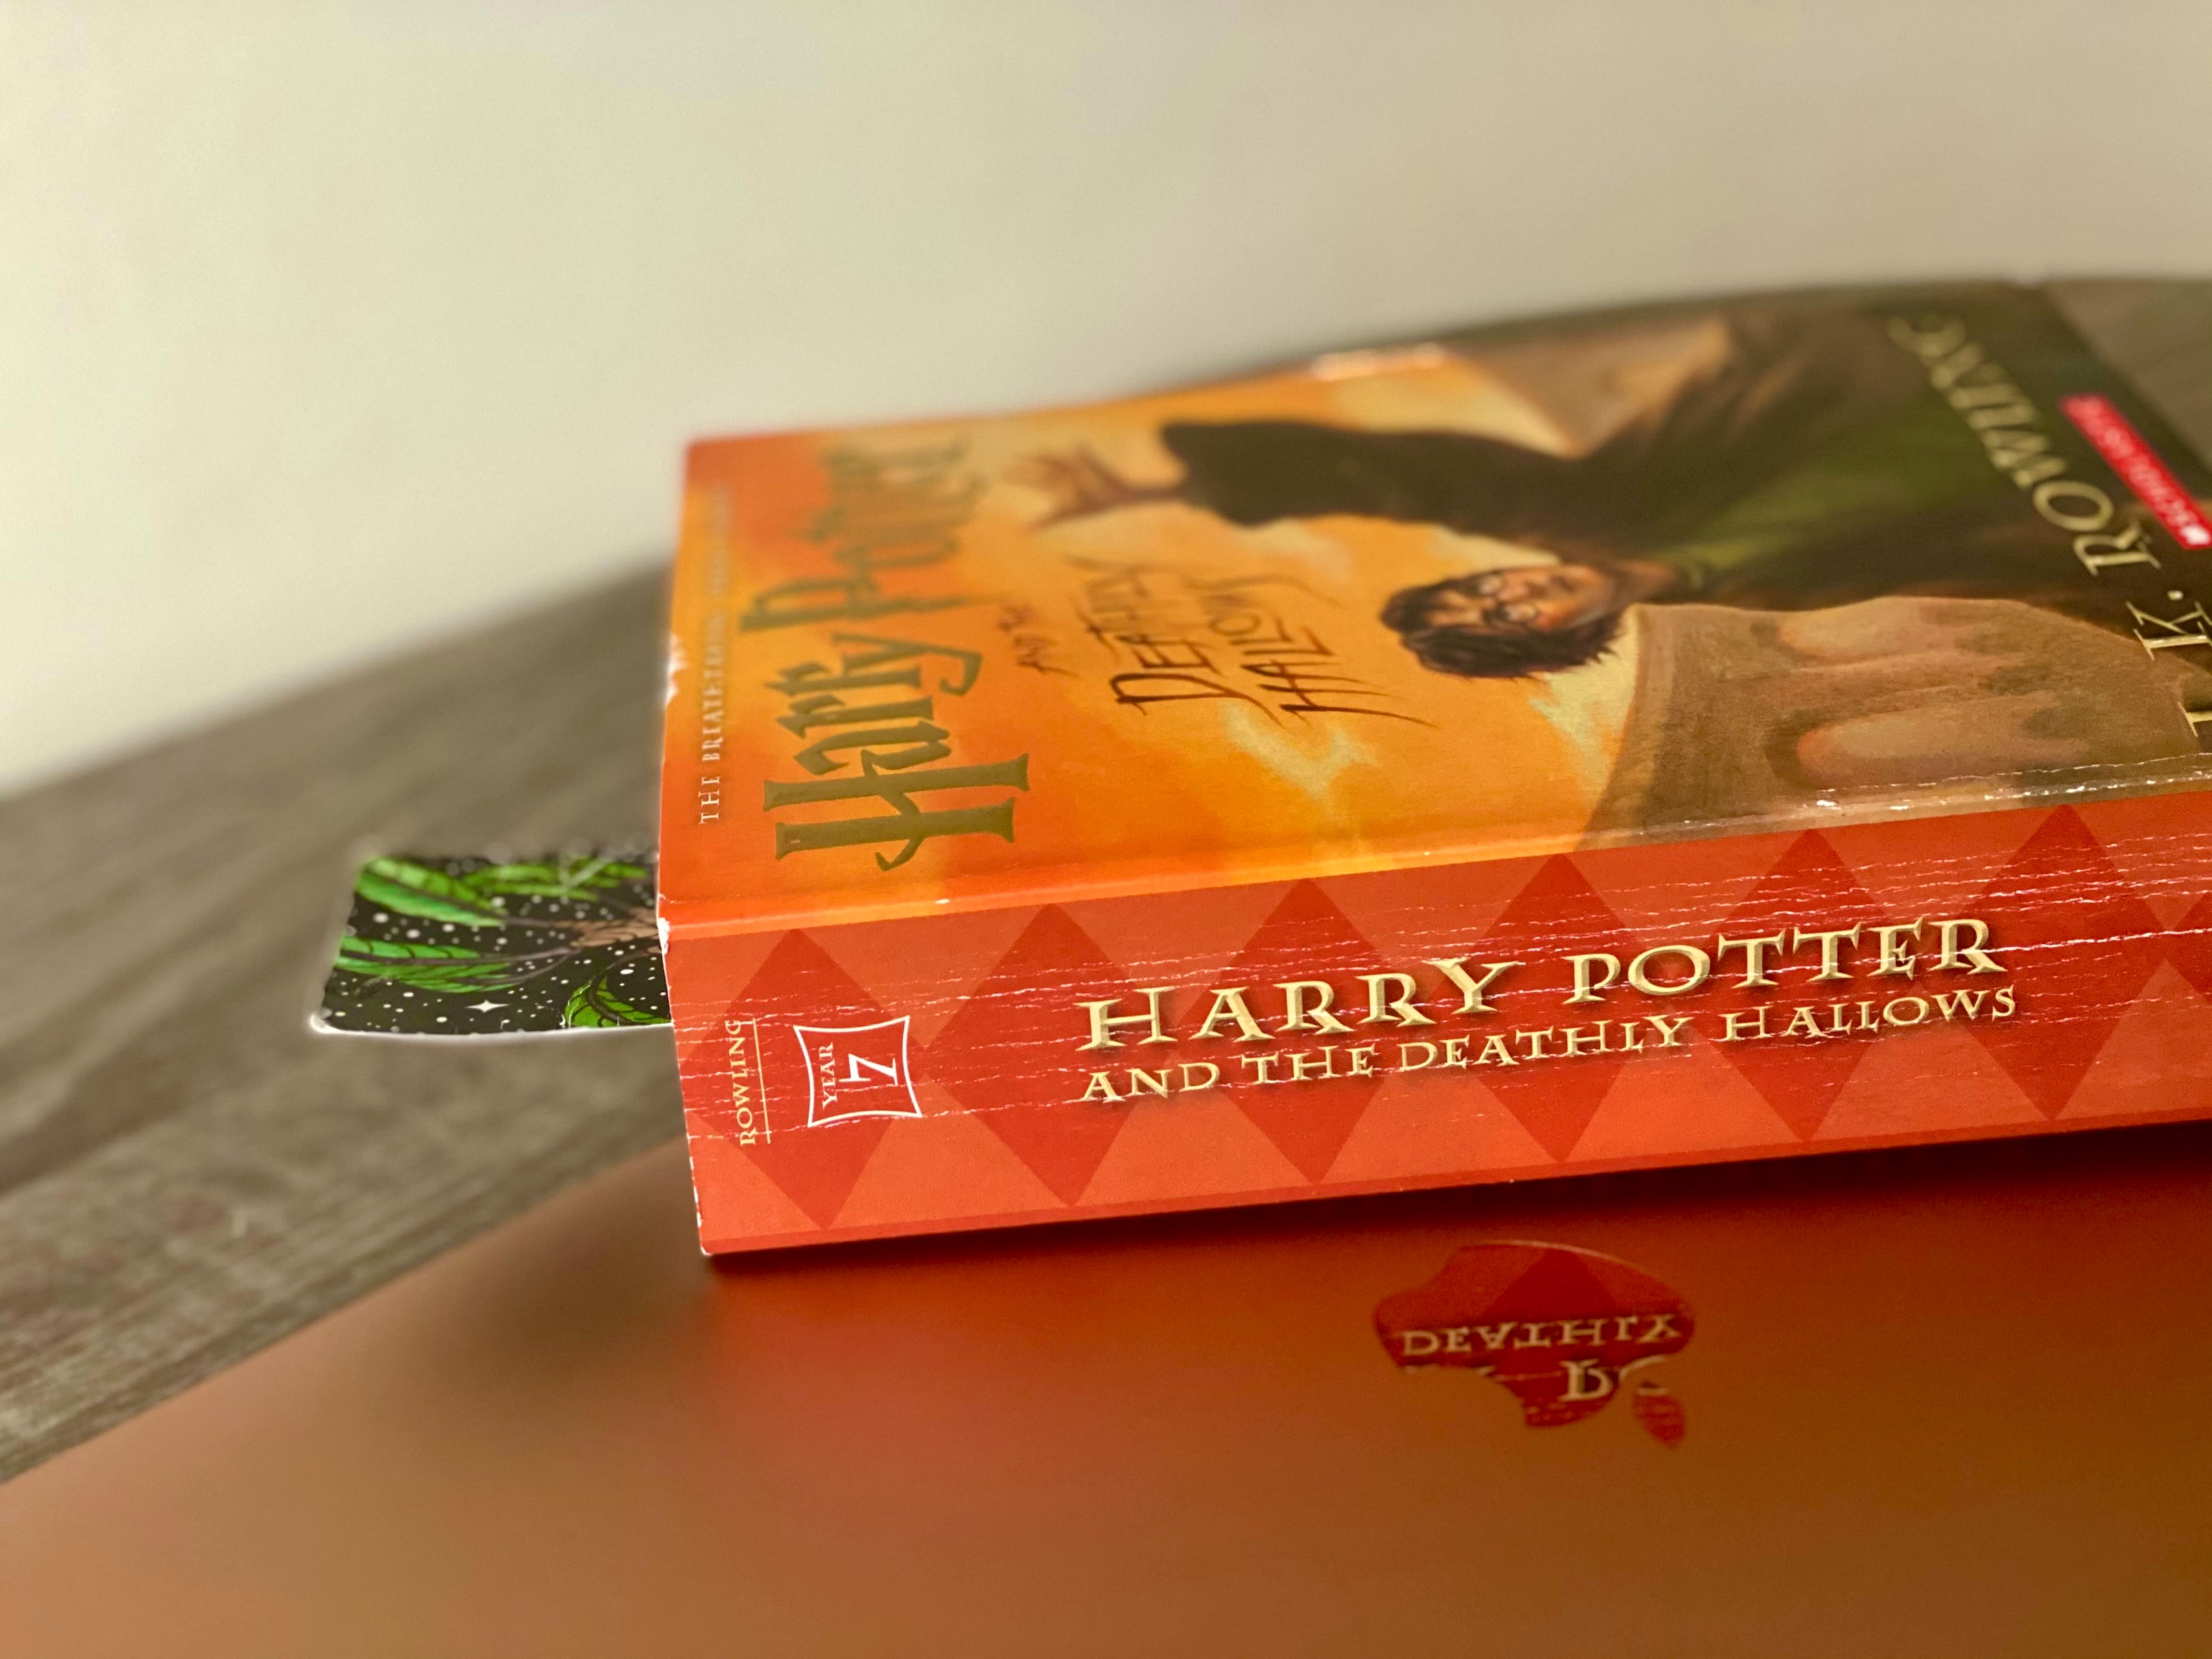 THE BREATHTAKING
Harry Potter
AND THE
DEATHLY
HALLOWS
J. K. ROWLING
SCHOLASTIC
ROWLING
YEAR
7
HARRY POTTER
AND THE DEATHLY HALLOWS
DEATHLY